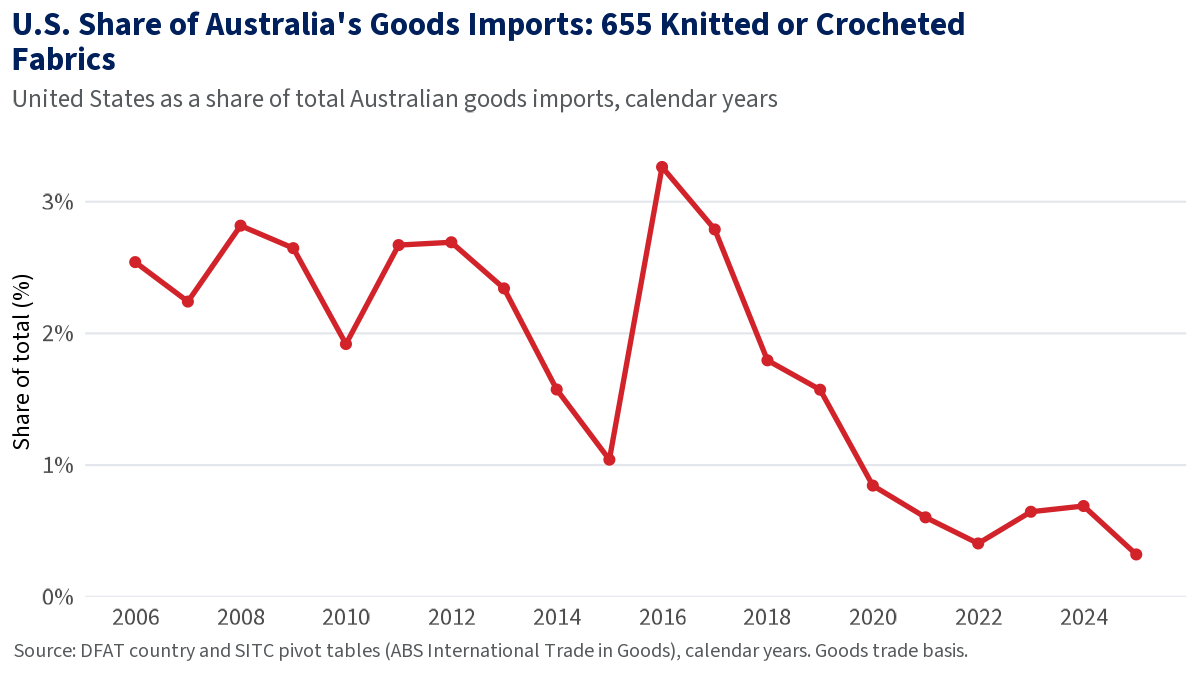 U.S. Share of Australia's Goods Imports: 655 Knitted or Crocheted
Fabrics
United States as a share of total Australian goods imports, calendar years
Share of total (%)
3%
2%
1%
0%
2006 2008 2010 2012 2014 2016 2018 2020 2022 2024
Source: DFAT country and SITC pivot tables (ABS International Trade in Goods), calendar years. Goods trade basis.